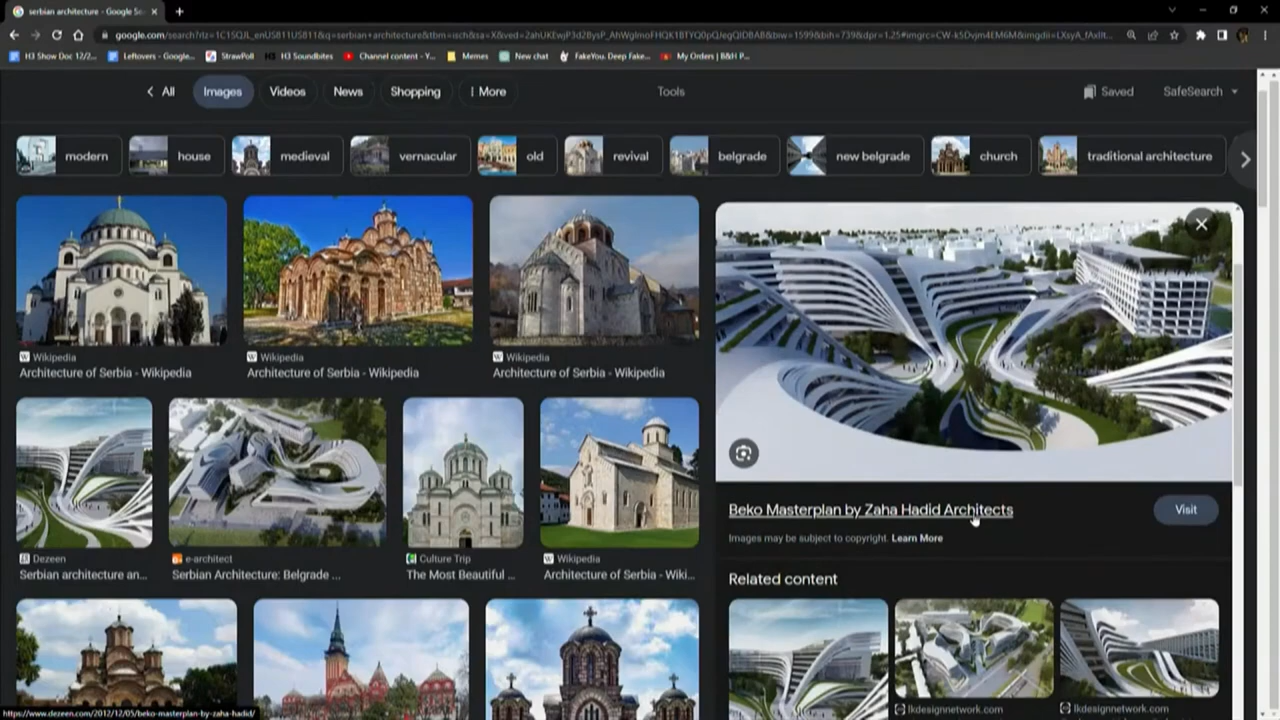 serbian architecture - Google Se
google.com/search?rlz=1C1SQJL_enUS811US811&q=serbian+architecture&tbm=isch&sa=X&ved=
H3 Show Doc 12/2...
Leftovers - Google...
StrawPoll
H3 Soundbites
Channel content - Y...
Memes
New chat
FakeYou. Deep Fake...
My Orders | B&H P...
All
Images
Videos
News
Shopping
More
Tools
Saved
SafeSearch
modern
house
medieval
vernacular
old
revival
belgrade
new belgrade
church
traditional architecture
Wikipedia
Architecture of Serbia - Wikipedia
Wikipedia
Architecture of Serbia - Wikipedia
Wikipedia
Architecture of Serbia - Wikipedia
Dezeen
Serbian architecture an...
e-architect
Serbian Architecture: Belgrade ...
Culture Trip
The Most Beautiful ...
Wikipedia
Architecture of Serbia - Wiki...
Beko Masterplan by Zaha Hadid Architects
Visit
Images may be subject to copyright. Learn More
Related content
lkdesignnetwork.com
lkdesignnetwork.com
https://www.dezeen.com/2012/12/05/beko-masterplan-by-zaha-hadid/